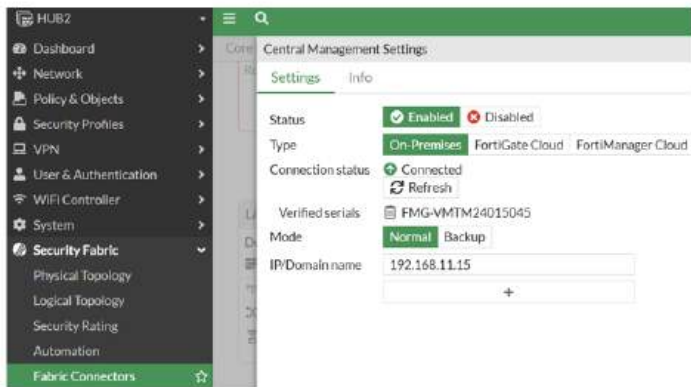 HUB2
Dashboard
Network
Policy & Objects
Security Profiles
VPN
User & Authentication
WiFi Controller
System
Security Fabric
Physical Topology
Logical Topology
Security Rating
Automation
Fabric Connectors
Core
Central Management Settings
Settings Info
Status Enabled Disabled
Type On-Premises FortiGate Cloud FortiManager Cloud
Connection status Connected
Refresh
Verified serials FMG-VMTM24015045
Mode Normal Backup
IP/Domain name 192.168.11.15
+